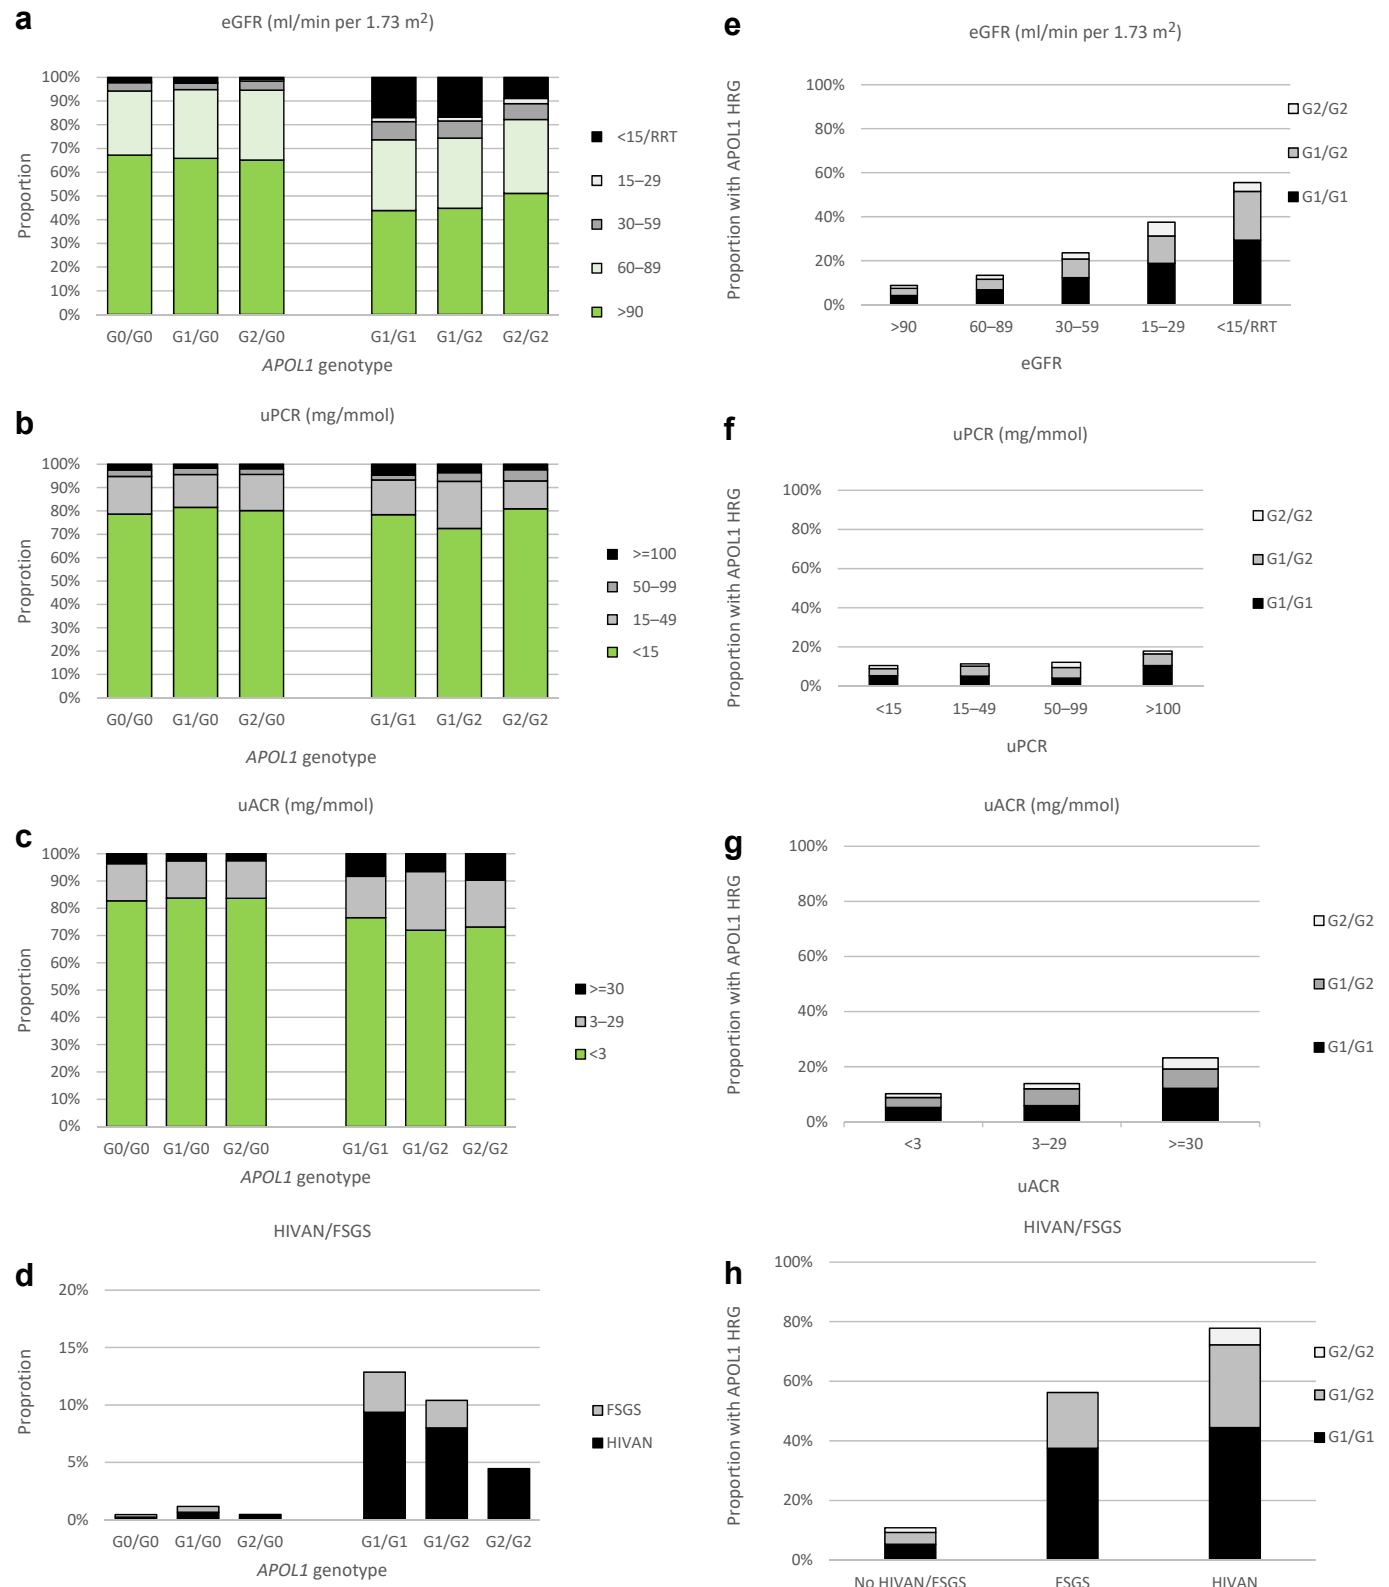 a
eGFR (ml/min per 1.73 m²)
100%
90%
80%
70%
60%
50%
40%
30%
20%
10%
0%
Proportion
G0/G0 G1/G0 G2/G0 G1/G1 G1/G2 G2/G2
APOL1 genotype
<15/RRT
15–29
30–59
60–89
>90
b
uPCR (mg/mmol)
100%
90%
80%
70%
60%
50%
40%
30%
20%
10%
0%
Proprotion
G0/G0 G1/G0 G2/G0 G1/G1 G1/G2 G2/G2
APOL1 genotype
>=100
50–99
15–49
<15
c
uACR (mg/mmol)
100%
90%
80%
70%
60%
50%
40%
30%
20%
10%
0%
Proportion
G0/G0 G1/G0 G2/G0 G1/G1 G1/G2 G2/G2
APOL1 genotype
>=30
3–29
<3
d
HIVAN/FSGS
20%
15%
10%
5%
0%
Proprotion
G0/G0 G1/G0 G2/G0 G1/G1 G1/G2 G2/G2
APOL1 genotype
FSGS
HIVAN
e
eGFR (ml/min per 1.73 m²)
100%
80%
60%
40%
20%
0%
Proportion with APOL1 HRG
>90 60–89 30–59 15–29 <15/RRT
eGFR
G2/G2
G1/G2
G1/G1
f
uPCR (mg/mmol)
100%
80%
60%
40%
20%
0%
Proportion with APOL1 HRG
<15 15–49 50–99 >100
uPCR
G2/G2
G1/G2
G1/G1
g
uACR (mg/mmol)
100%
80%
60%
40%
20%
0%
Proportion with APOL1 HRG
<3 3–29 >=30
uACR
G2/G2
G1/G2
G1/G1
h
HIVAN/FSGS
100%
80%
60%
40%
20%
0%
Proportion with APOL1 HRG
No HIVAN/FSGS FSGS HIVAN
G2/G2
G1/G2
G1/G1